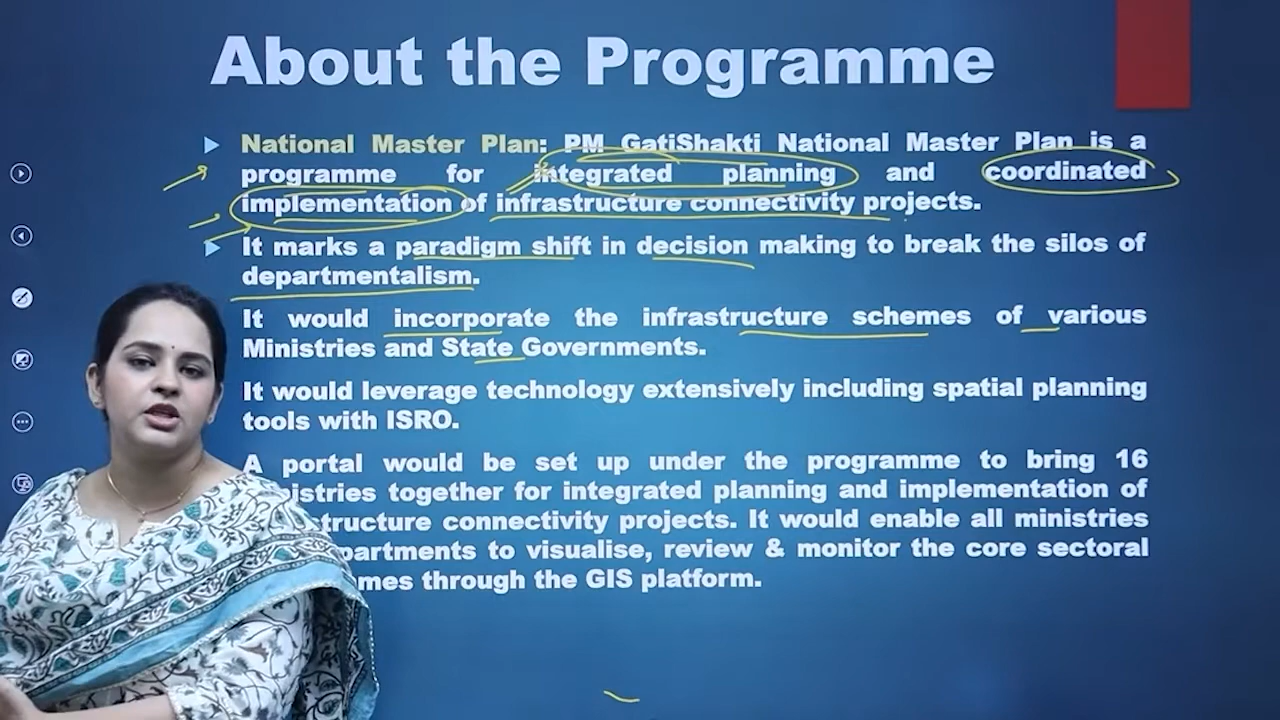 About the Programme
National Master Plan: PM GatiShakti National Master Plan is a
programme for integrated planning and coordinated
implementation of infrastructure connectivity projects.
It marks a paradigm shift in decision making to break the silos of
departmentalism.
It would incorporate the infrastructure schemes of various
Ministries and State Governments.
It would leverage technology extensively including spatial planning
tools with ISRO.
A portal would be set up under the programme to bring 16
istries together for integrated planning and implementation of
structure connectivity projects. It would enable all ministries
partments to visualise, review & monitor the core sectoral
mes through the GIS platform.